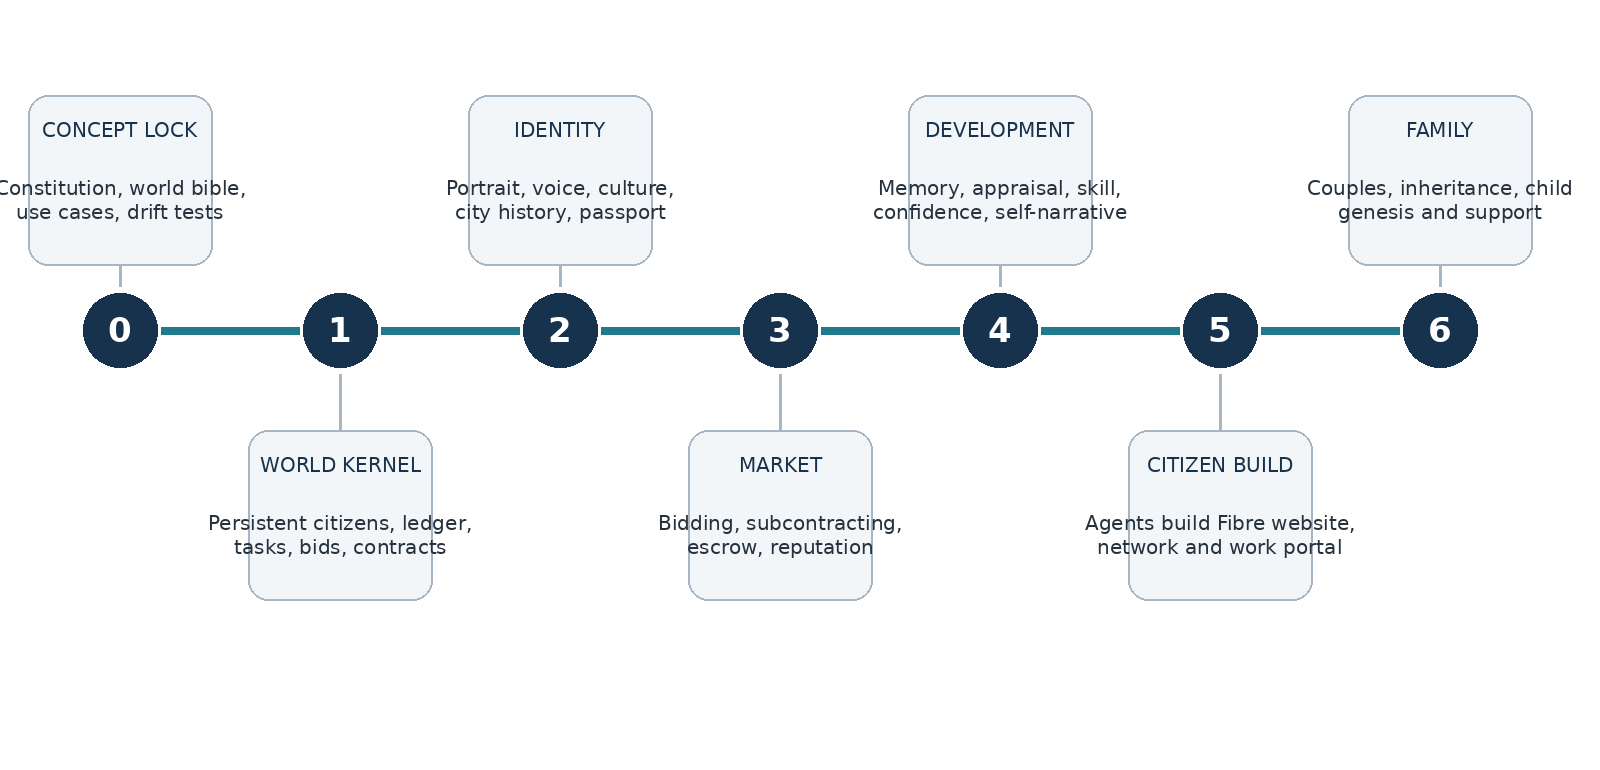 CONCEPT LOCK
Constitution, world bible,
use cases, drift tests
IDENTITY
Portrait, voice, culture,
city history, passport
DEVELOPMENT
Memory, appraisal, skill,
confidence, self-narrative
FAMILY
Couples, inheritance, child
genesis and support
0
1
2
3
4
5
6
WORLD KERNEL
Persistent citizens, ledger,
tasks, bids, contracts
MARKET
Bidding, subcontracting,
escrow, reputation
CITIZEN BUILD
Agents build Fibre website,
network and work portal